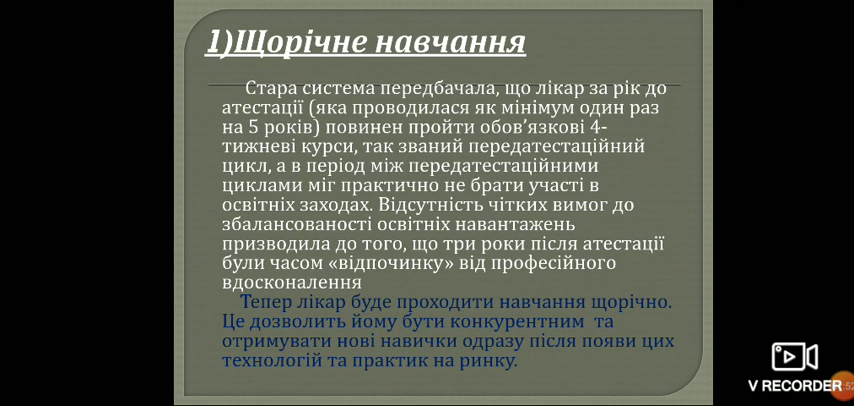 1)Щорічне навчання
Стара система передбачала, що лікар за рік до
атестації (яка проводилася як мінімум один раз
на 5 років) повинен пройти обов’язкові 4-
тижневі курси, так званий передатестаційний
цикл, а в період між передатестаційними
циклами міг практично не брати участі в
освітніх заходах. Відсутність чітких вимог до
збалансованості освітніх навантажень
призводила до того, що три роки після атестації
були часом «відпочинку» від професійного
вдосконалення
Тепер лікар буде проходити навчання щорічно.
Це дозволить йому бути конкурентним та
отримувати нові навички одразу після появи цих
технологій та практик на ринку.
V RECORDER